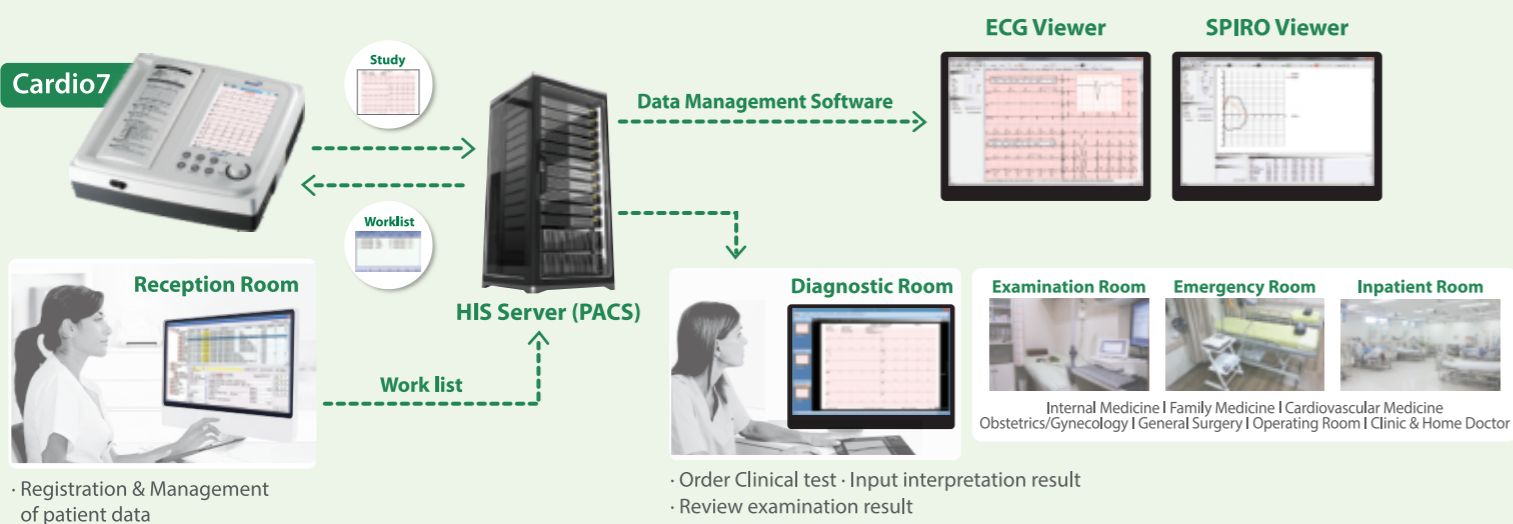 ECG Viewer
SPIRO Viewer
Cardio7
Study
Data Management Software
Worklist
HIS Server (PACS)
Reception Room
Work list
· Registration & Management
of patient data
Diagnostic Room
· Order Clinical test · Input interpretation result
· Review examination result
Examination Room
Emergency Room
Inpatient Room
Internal Medicine I Family Medicine I Cardiovascular Medicine
Obstetrics/Gynecology I General Surgery I Operating Room I Clinic & Home Doctor